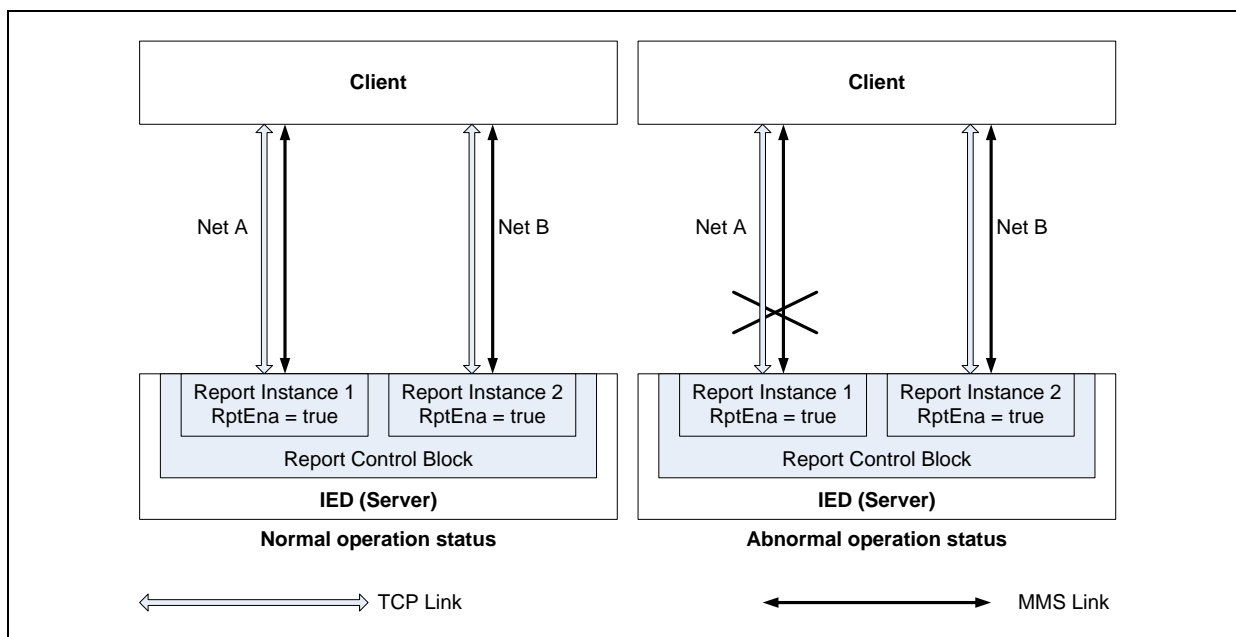 Client
Net A
Net B
Report Instance 1
RptEna = true
Report Instance 2
RptEna = true
Report Control Block
IED (Server)
Normal operation status
Client
Net A
Net B
Report Instance 1
RptEna = true
Report Instance 2
RptEna = true
Report Control Block
IED (Server)
Abnormal operation status
TCP Link
MMS Link